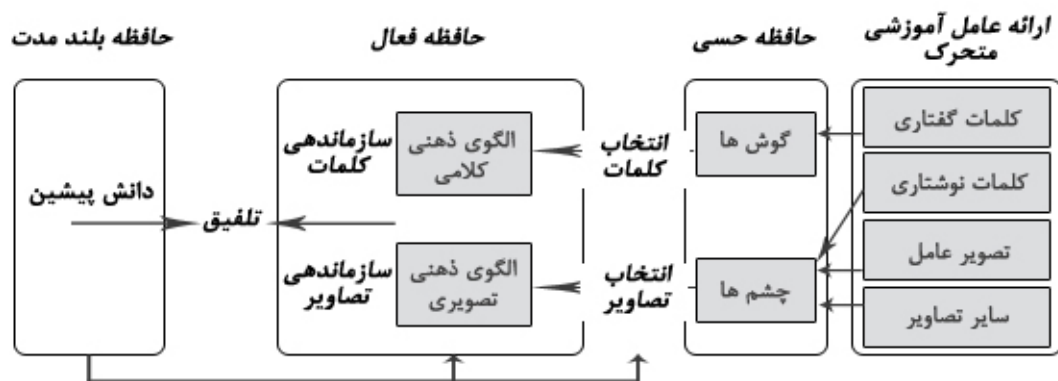 ارائه عامل آموزشی
متحرک
حافظه حسی
حافظه فعال
حافظه بلند مدت
کلمات گفتاری
کلمات نوشتاری
تصویر عامل
سایر تصاویر
گوش ها
چشم ها
انتخاب
کلمات
انتخاب
تصاویر
الگوی ذهنی
کلامی
الگوی ذهنی
تصویری
سازماندهی
کلمات
سازماندهی
تصاویر
تلفیق
دانش پیشین